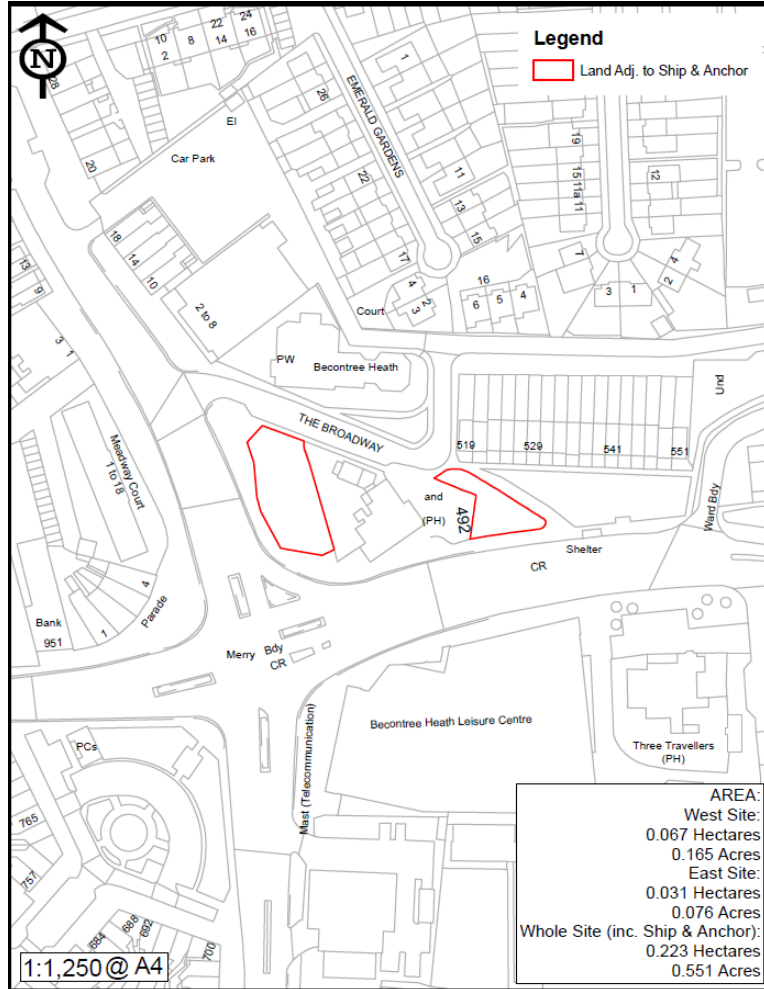 N
Legend
Land Adj. to Ship & Anchor
22
24
10
8
14
16
2
28
1
El
26
EMERALD GARDENS
Car Park
20
22
11
19
15
11a
11
12
13
15
18
14
10
17
7
4
2
13
9
2 to 8
4
2
3
Court
16
6
5
4
3
1
3
1
PW
Becontree Heath
Und
THE BROADWAY
519
529
541
551
Meadway Court
1 to 18
and
(PH)
492
Ward Bdy
Shelter
CR
4
Parade
Bank
951
1
Merry
Bdy
CR
Mast (Telecommunication)
Becontree Heath Leisure Centre
Three Travellers
(PH)
PCs
765
757
684
688
692
700
AREA:
West Site:
0.067 Hectares
0.165 Acres
East Site:
0.031 Hectares
0.076 Acres
Whole Site (inc. Ship & Anchor):
0.223 Hectares
0.551 Acres
1:1,250 @ A4